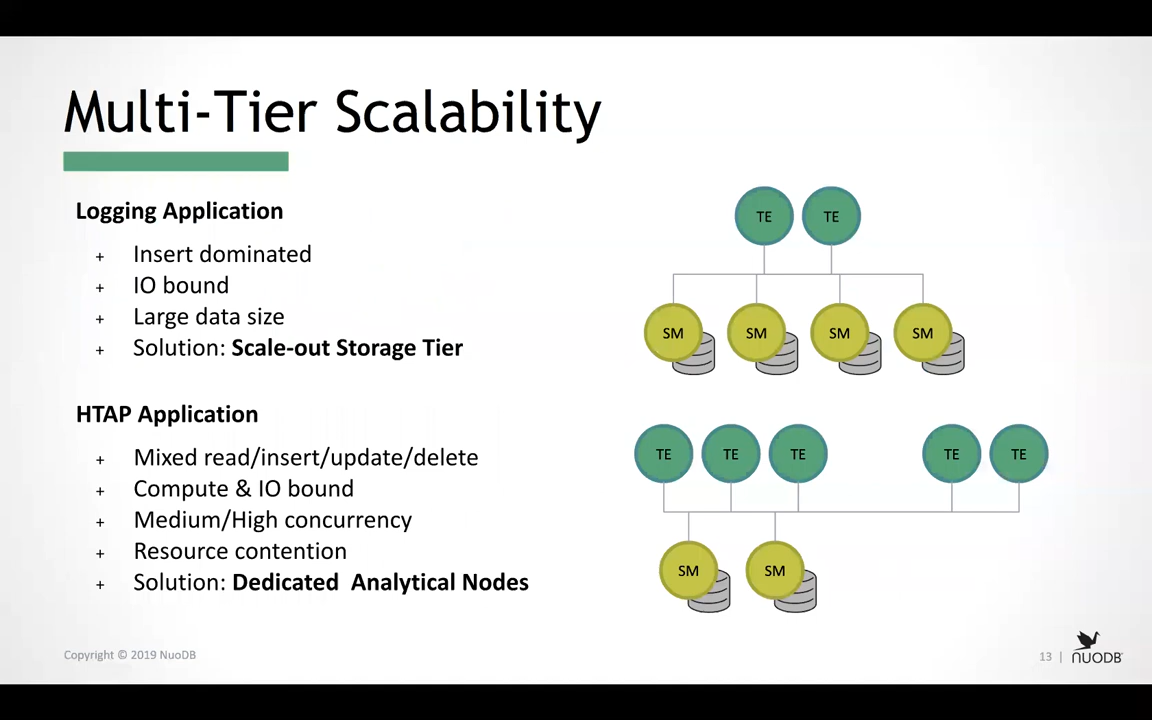 Multi-Tier Scalability
Logging Application
+ Insert dominated
+ IO bound
+ Large data size
+ Solution: Scale-out Storage Tier
TE TE
SM SM SM SM
HTAP Application
+ Mixed read/insert/update/delete
+ Compute & IO bound
+ Medium/High concurrency
+ Resource contention
+ Solution: Dedicated Analytical Nodes
TE TE TE TE TE
SM SM
Copyright © 2019 NuoDB
13 | NUODB